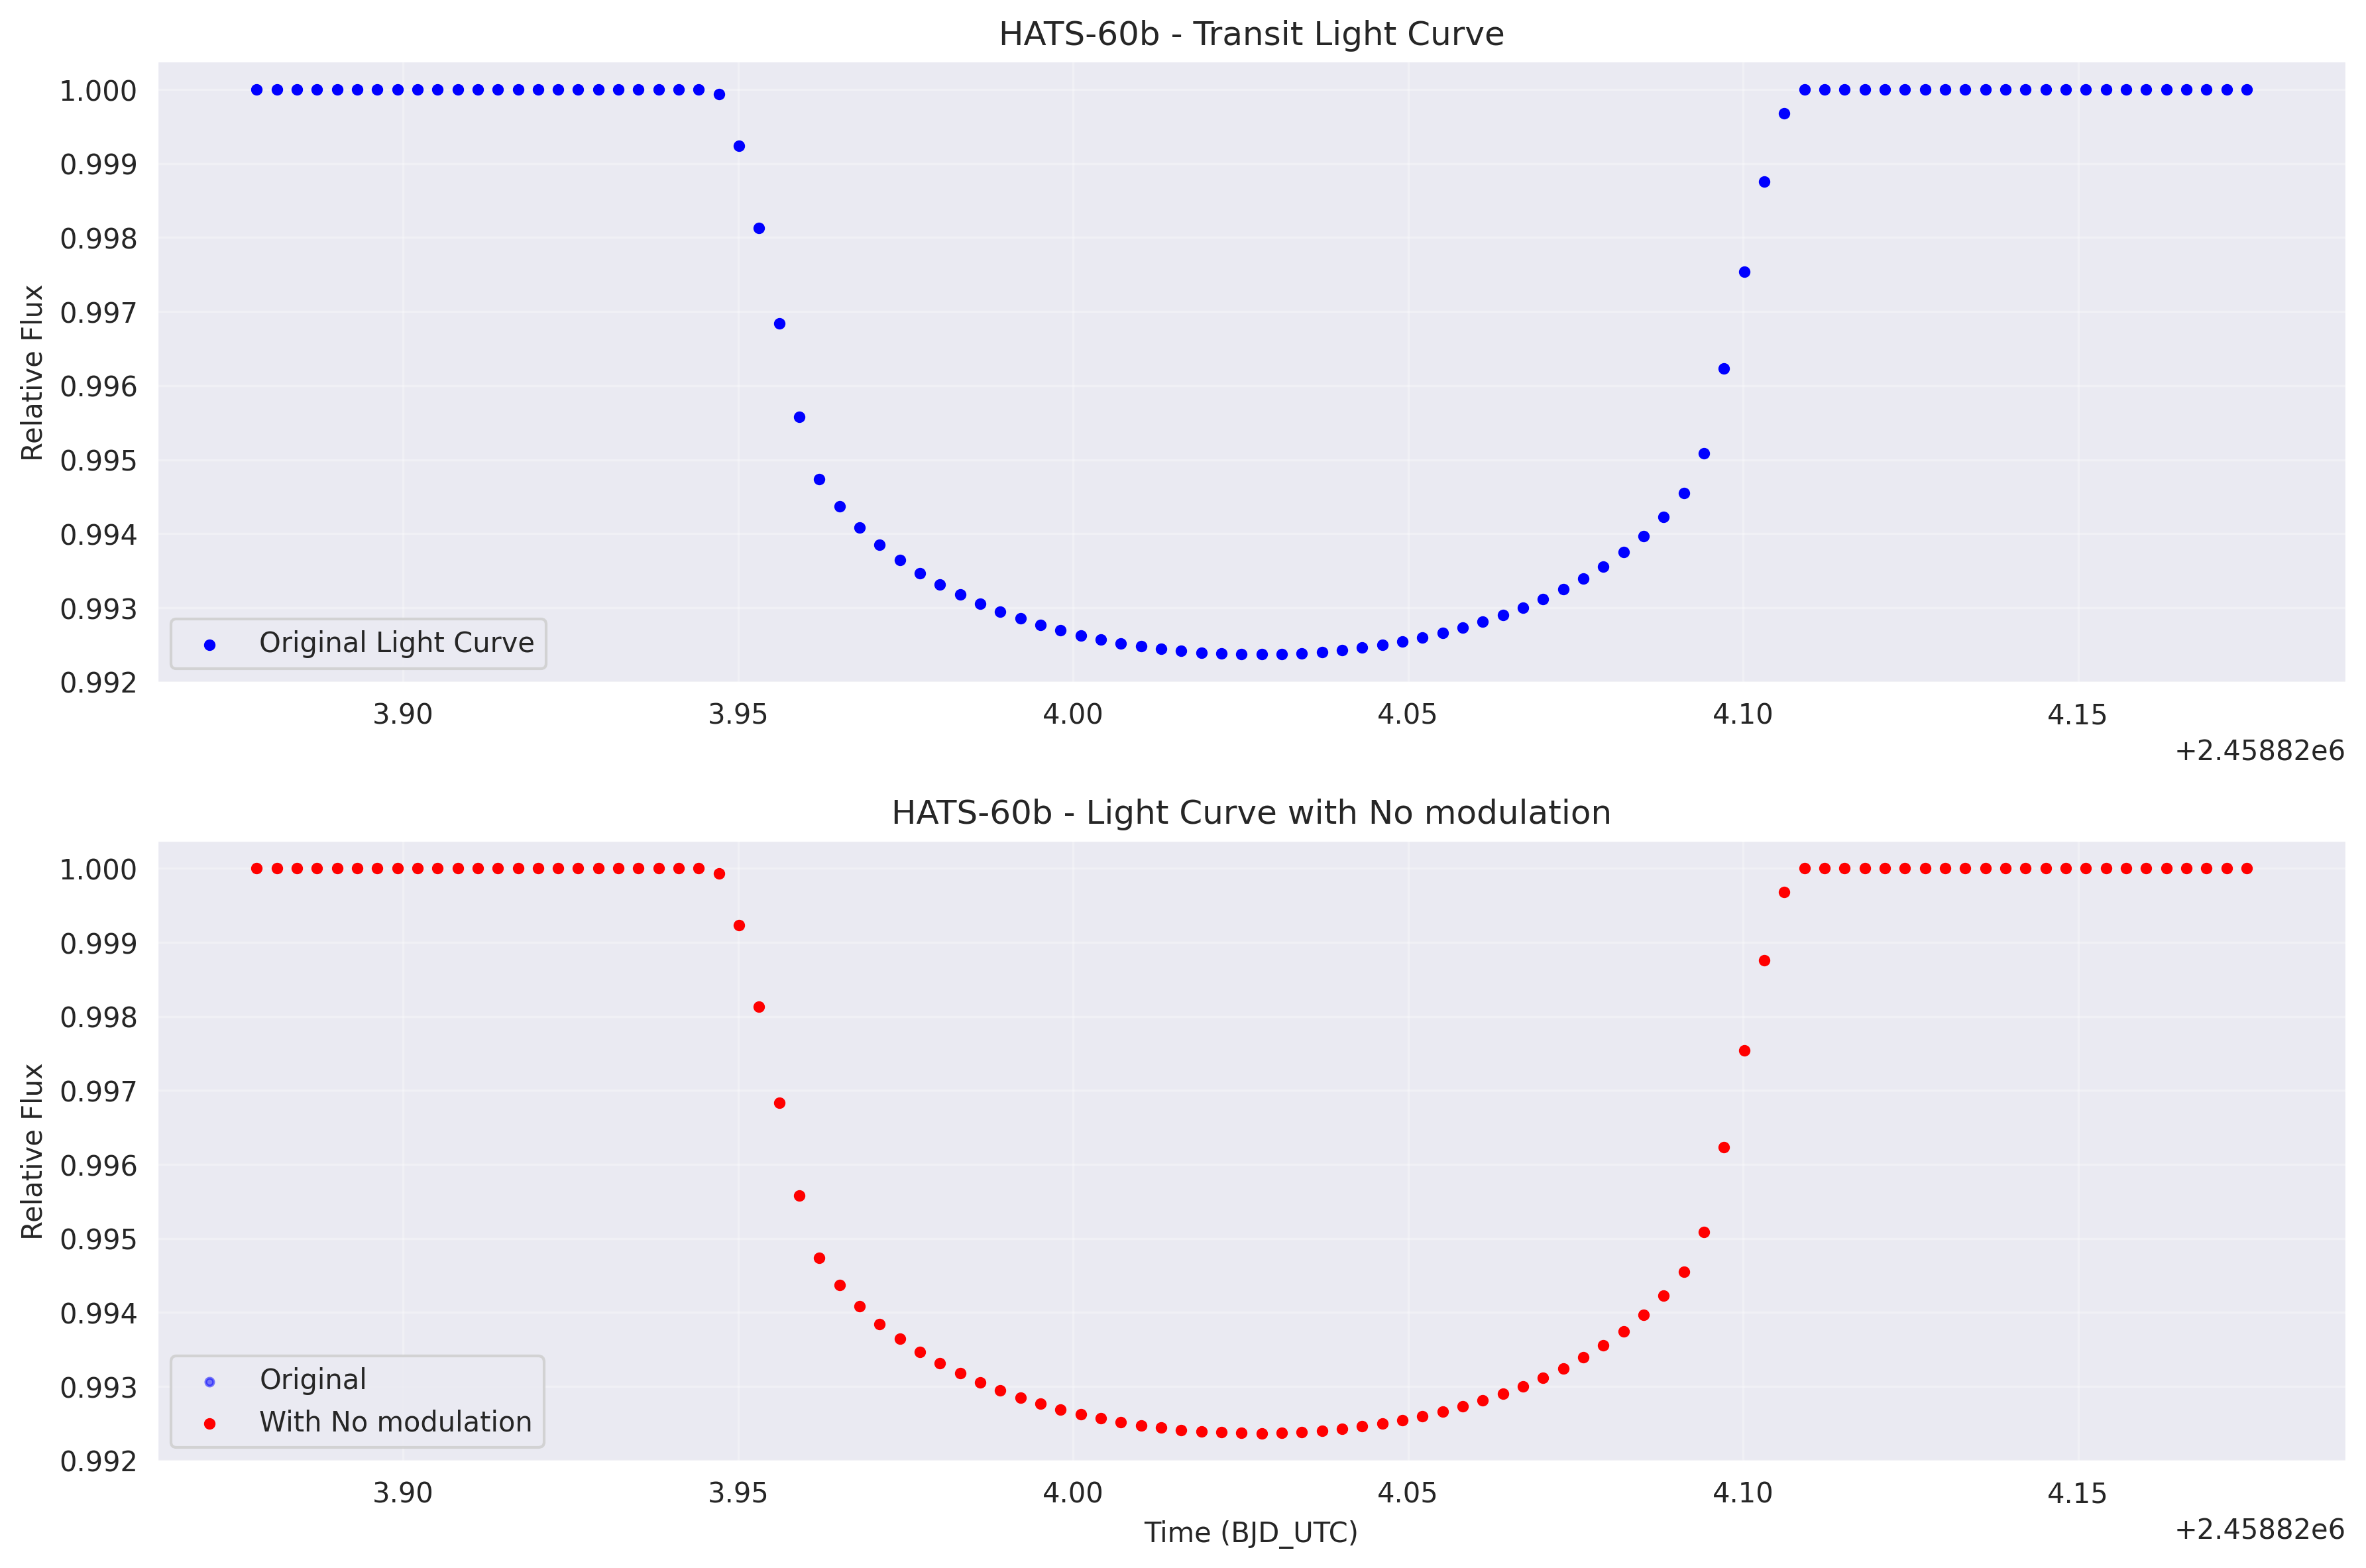 HATS-60b - Transit Light Curve
1.000
0.999
0.998
0.997
0.996
0.995
0.994
0.993
0.992
Relative Flux
Original Light Curve
3.90 3.95 4.00 4.05 4.10 4.15
+2.45882e6
HATS-60b - Light Curve with No modulation
1.000
0.999
0.998
0.997
0.996
0.995
0.994
0.993
0.992
Relative Flux
Original
With No modulation
3.90 3.95 4.00 4.05 4.10 4.15
Time (BJD_UTC)
+2.45882e6